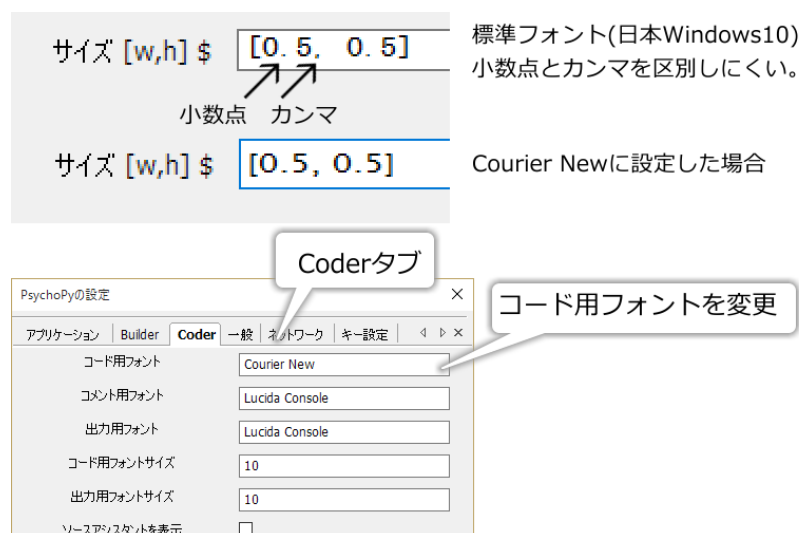 サイズ [w,h] $ [0.5, 0.5]
標準フォント(日本Windows10)
小数点とカンマを区別しにくい。
小数点 カンマ
サイズ [w,h] $ [0.5, 0.5]
Courier Newに設定した場合
Coderタブ
コード用フォントを変更
PsychoPyの設定
アプリケーション Builder Coder 一般 ネットワーク キー設定
コード用フォント Courier New
コメント用フォント Lucida Console
出力用フォント Lucida Console
コード用フォントサイズ 10
出力用フォントサイズ 10
ソースアシスタントを表示